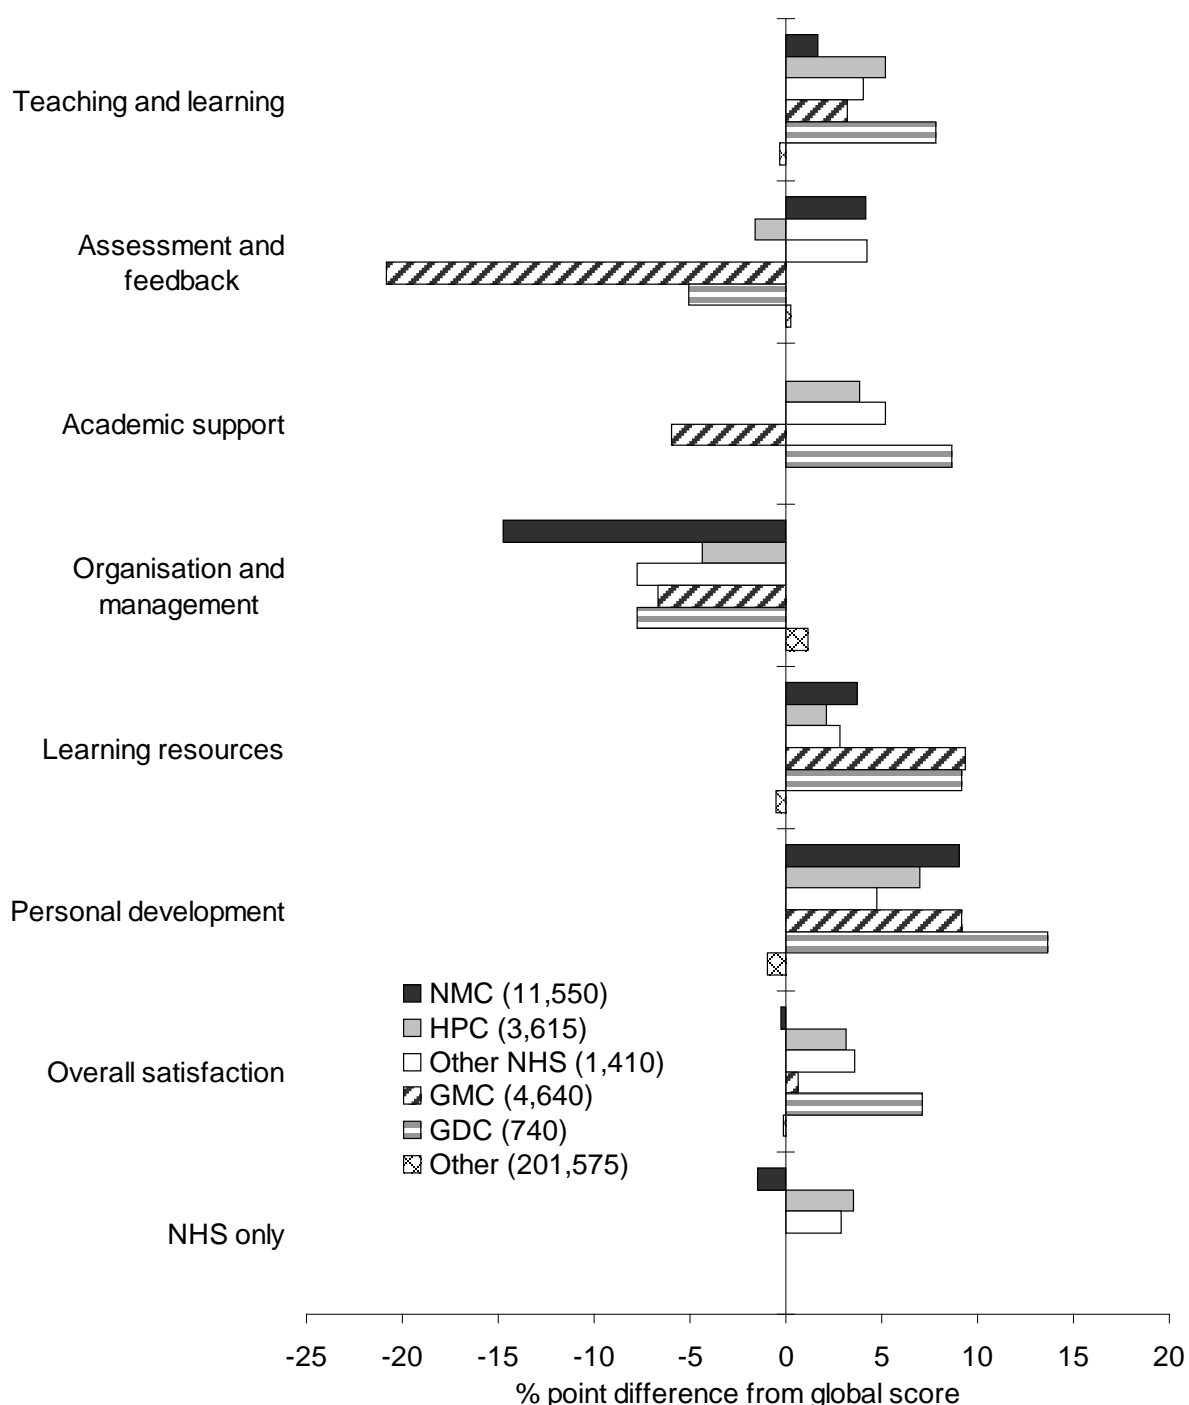 Teaching and learning
Assessment and
feedback
Academic support
Organisation and
management
Learning resources
Personal development
NMC (11,550)
HPC (3,615)
Other NHS (1,410)
GMC (4,640)
GDC (740)
Other (201,575)
Overall satisfaction
NHS only
-25 -20 -15 -10 -5 0 5 10 15 20
% point difference from global score